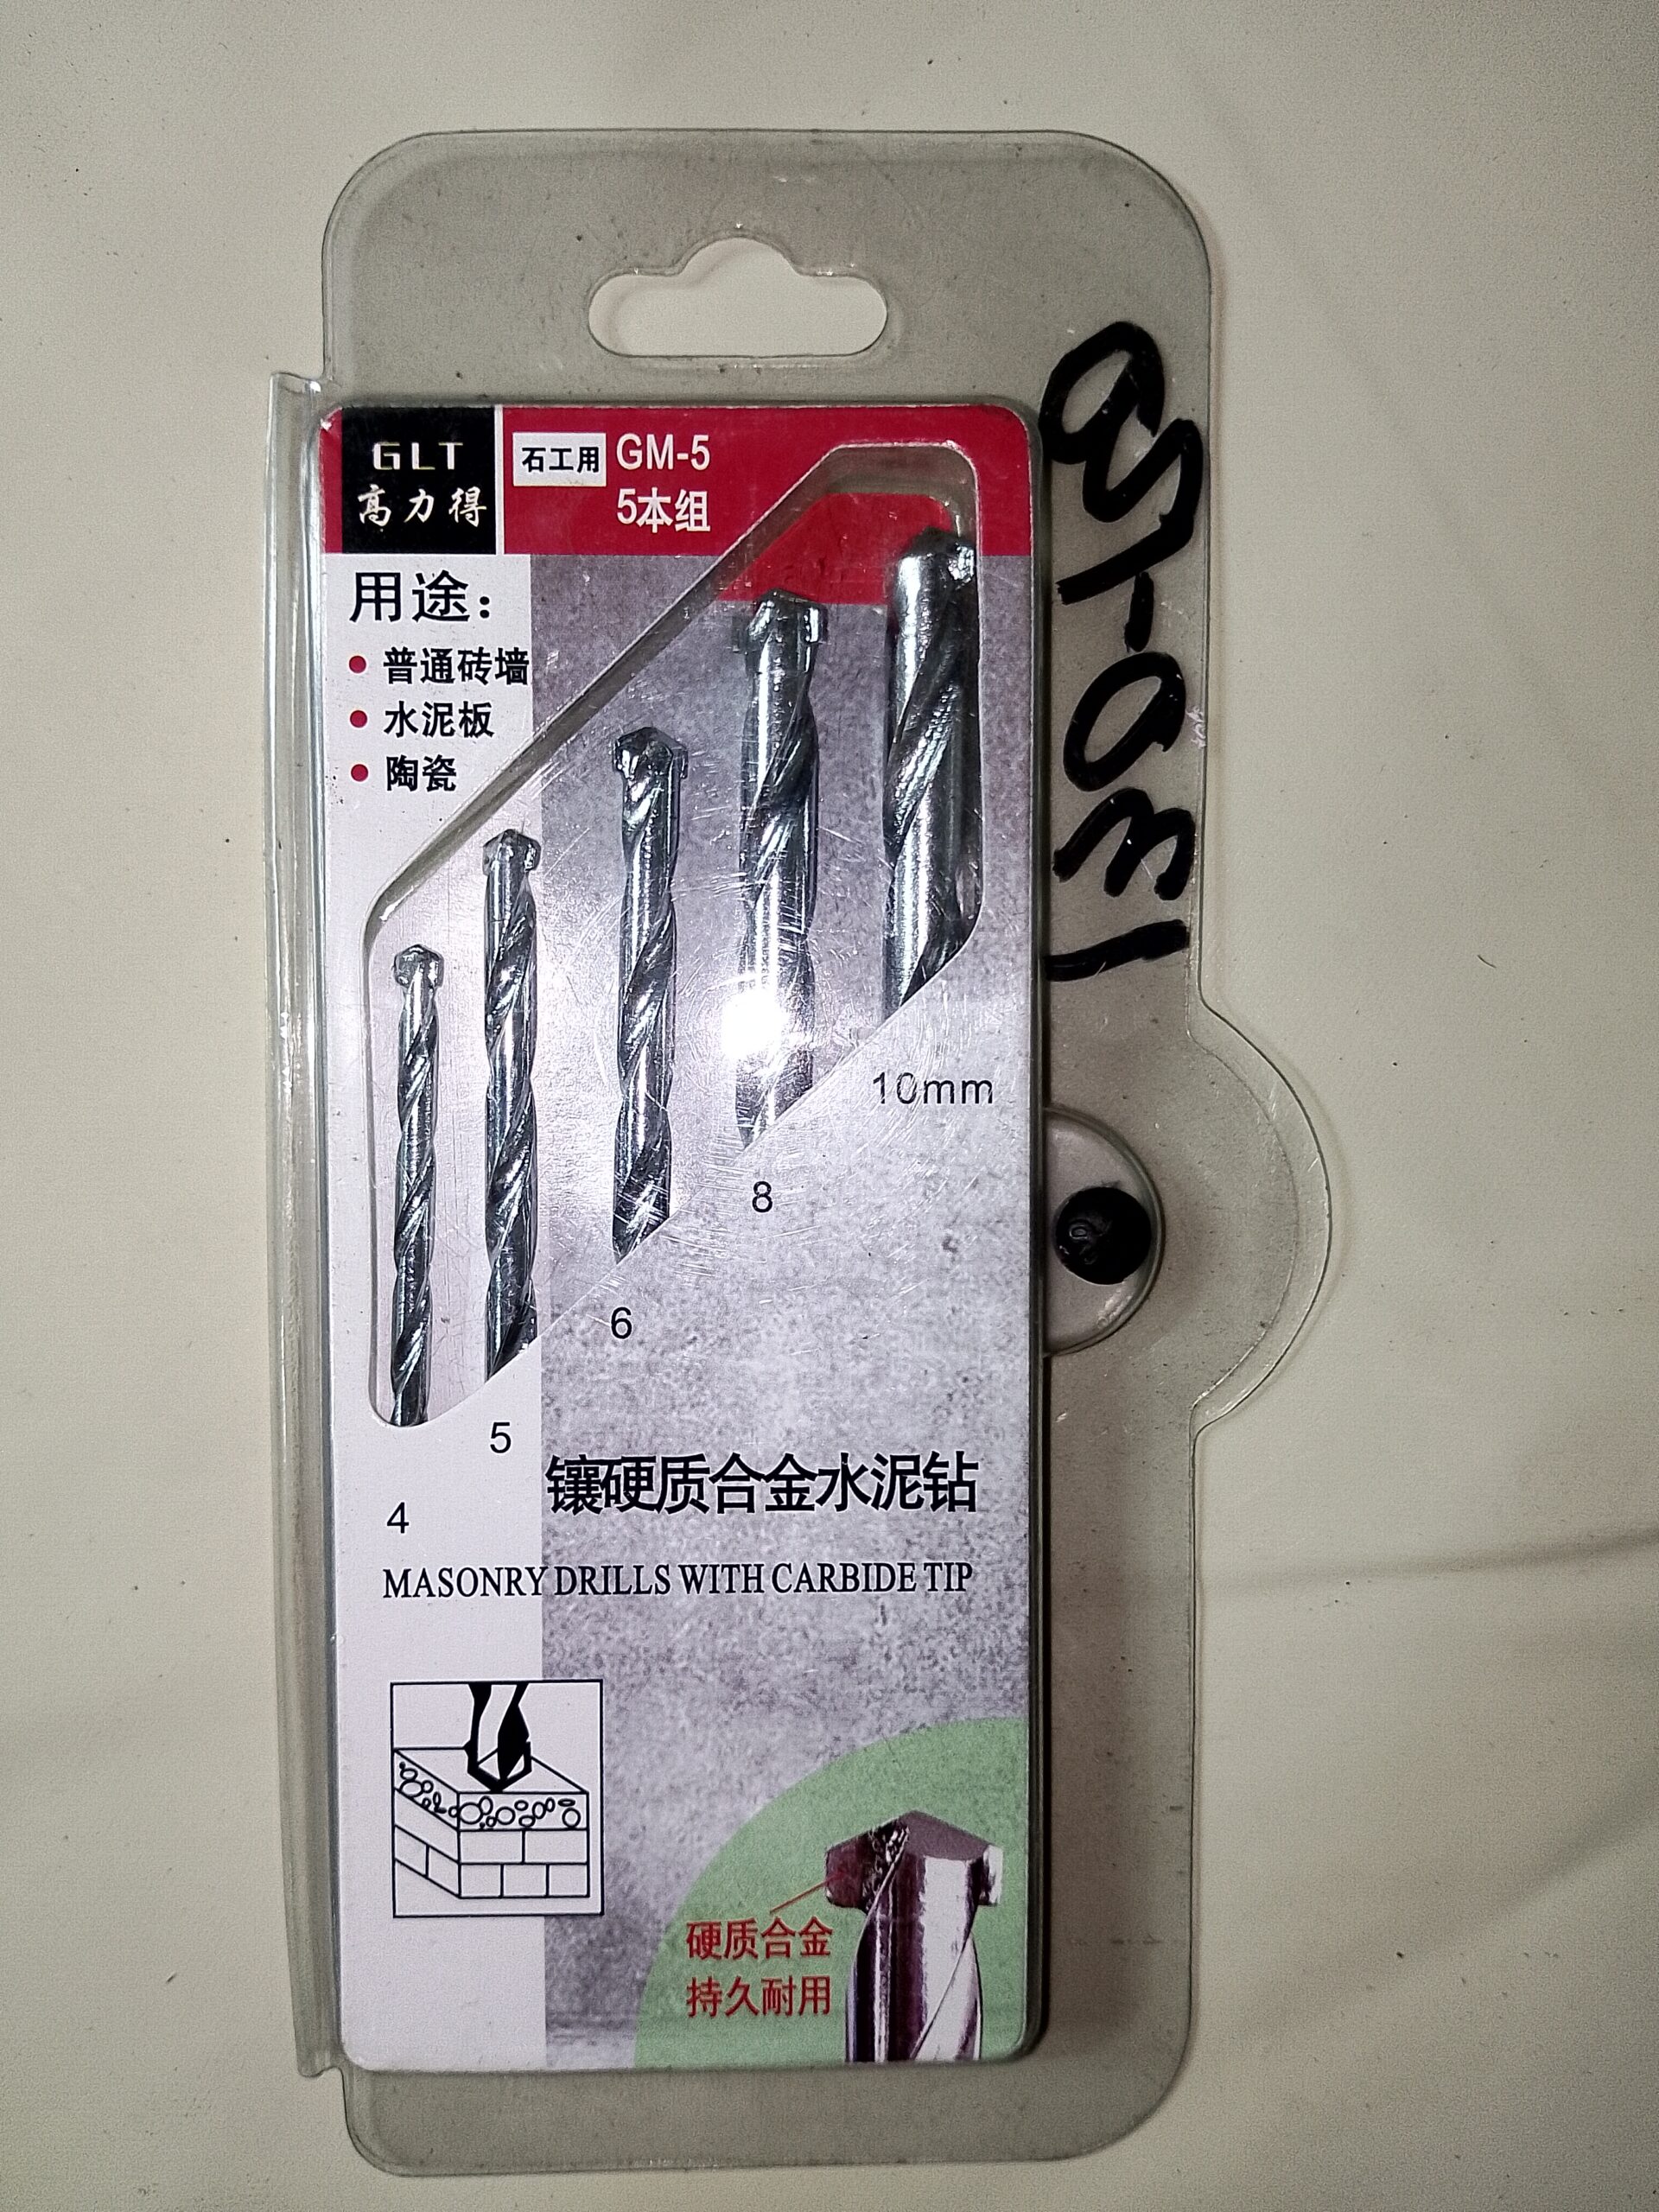 GLT
高力得
石工用
GM-5
5本组
用途：
普通砖墙
水泥板
陶瓷
10mm
8
6
5
4
镶硬质合金水泥钻
MASONRY DRILLS WITH CARBIDE TIP
硬质合金
持久耐用